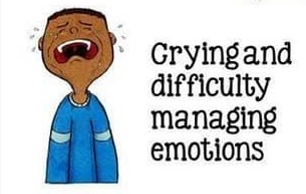 Crying and
difficulty
managing
emotions